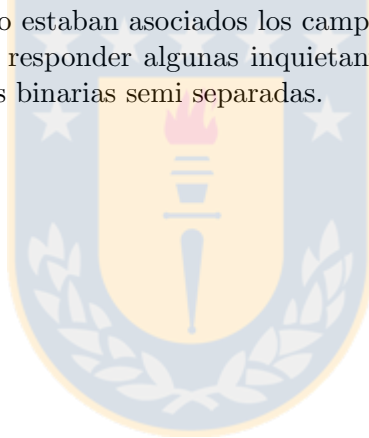 o estaban asociados los camp
responder algunas inquietan
s binarias semi separadas.